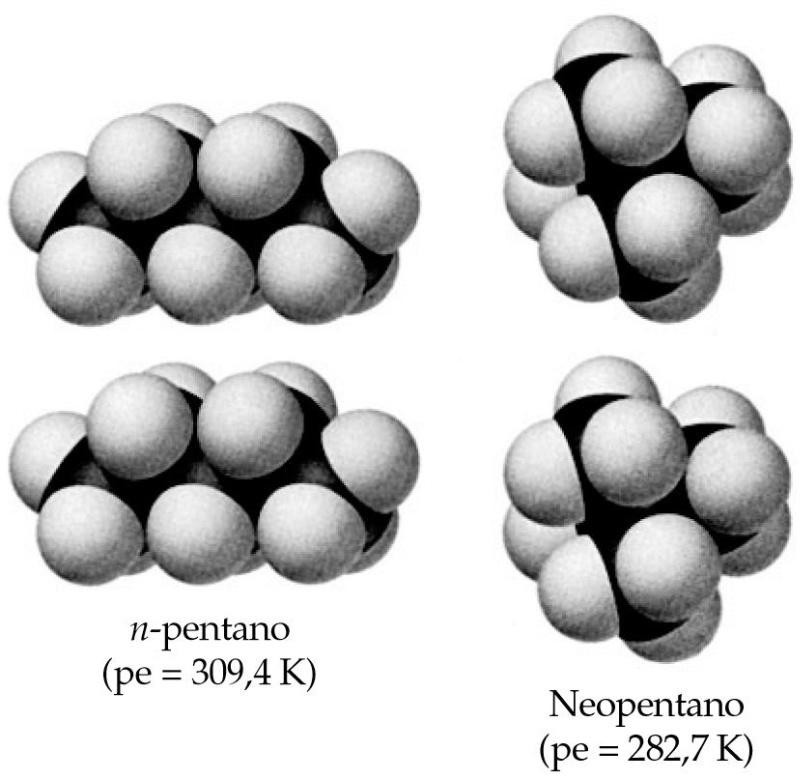 n-pentano
(pe = 309,4 K)
Neopentano
(pe = 282,7 K)